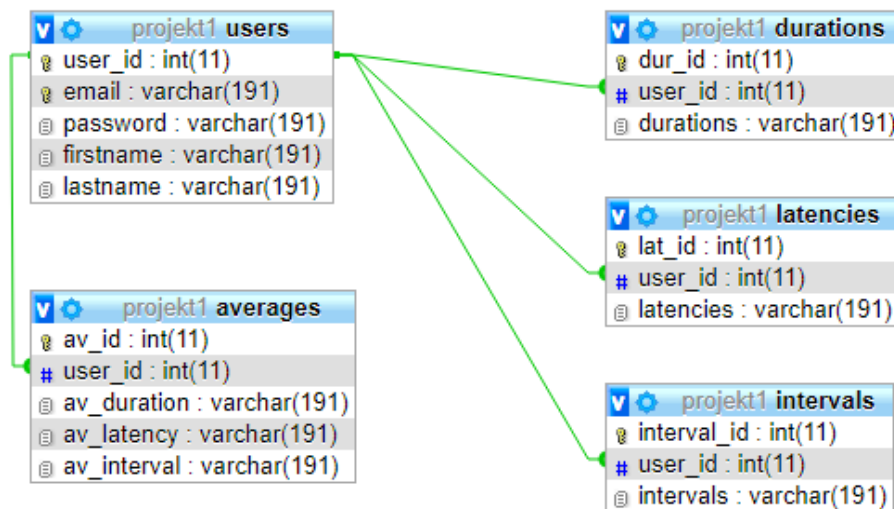 projekt1 users
user_id : int(11)
email : varchar(191)
password : varchar(191)
firstname : varchar(191)
lastname : varchar(191)
projekt1 averages
av_id : int(11)
# user_id : int(11)
av_duration : varchar(191)
av_latency : varchar(191)
av_interval : varchar(191)
projekt1 durations
dur_id : int(11)
# user_id : int(11)
durations : varchar(191)
projekt1 latencies
lat_id : int(11)
# user_id : int(11)
latencies : varchar(191)
projekt1 intervals
interval_id : int(11)
# user_id : int(11)
intervals : varchar(191)